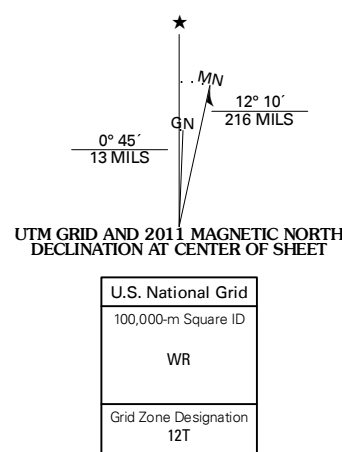 ★
MN
GN
12° 10´
216 MILS
0° 45´
13 MILS
UTM GRID AND 2011 MAGNETIC NORTH
DECLINATION AT CENTER OF SHEET
U.S. National Grid
100,000-m Square ID
WR
Grid Zone Designation
12T